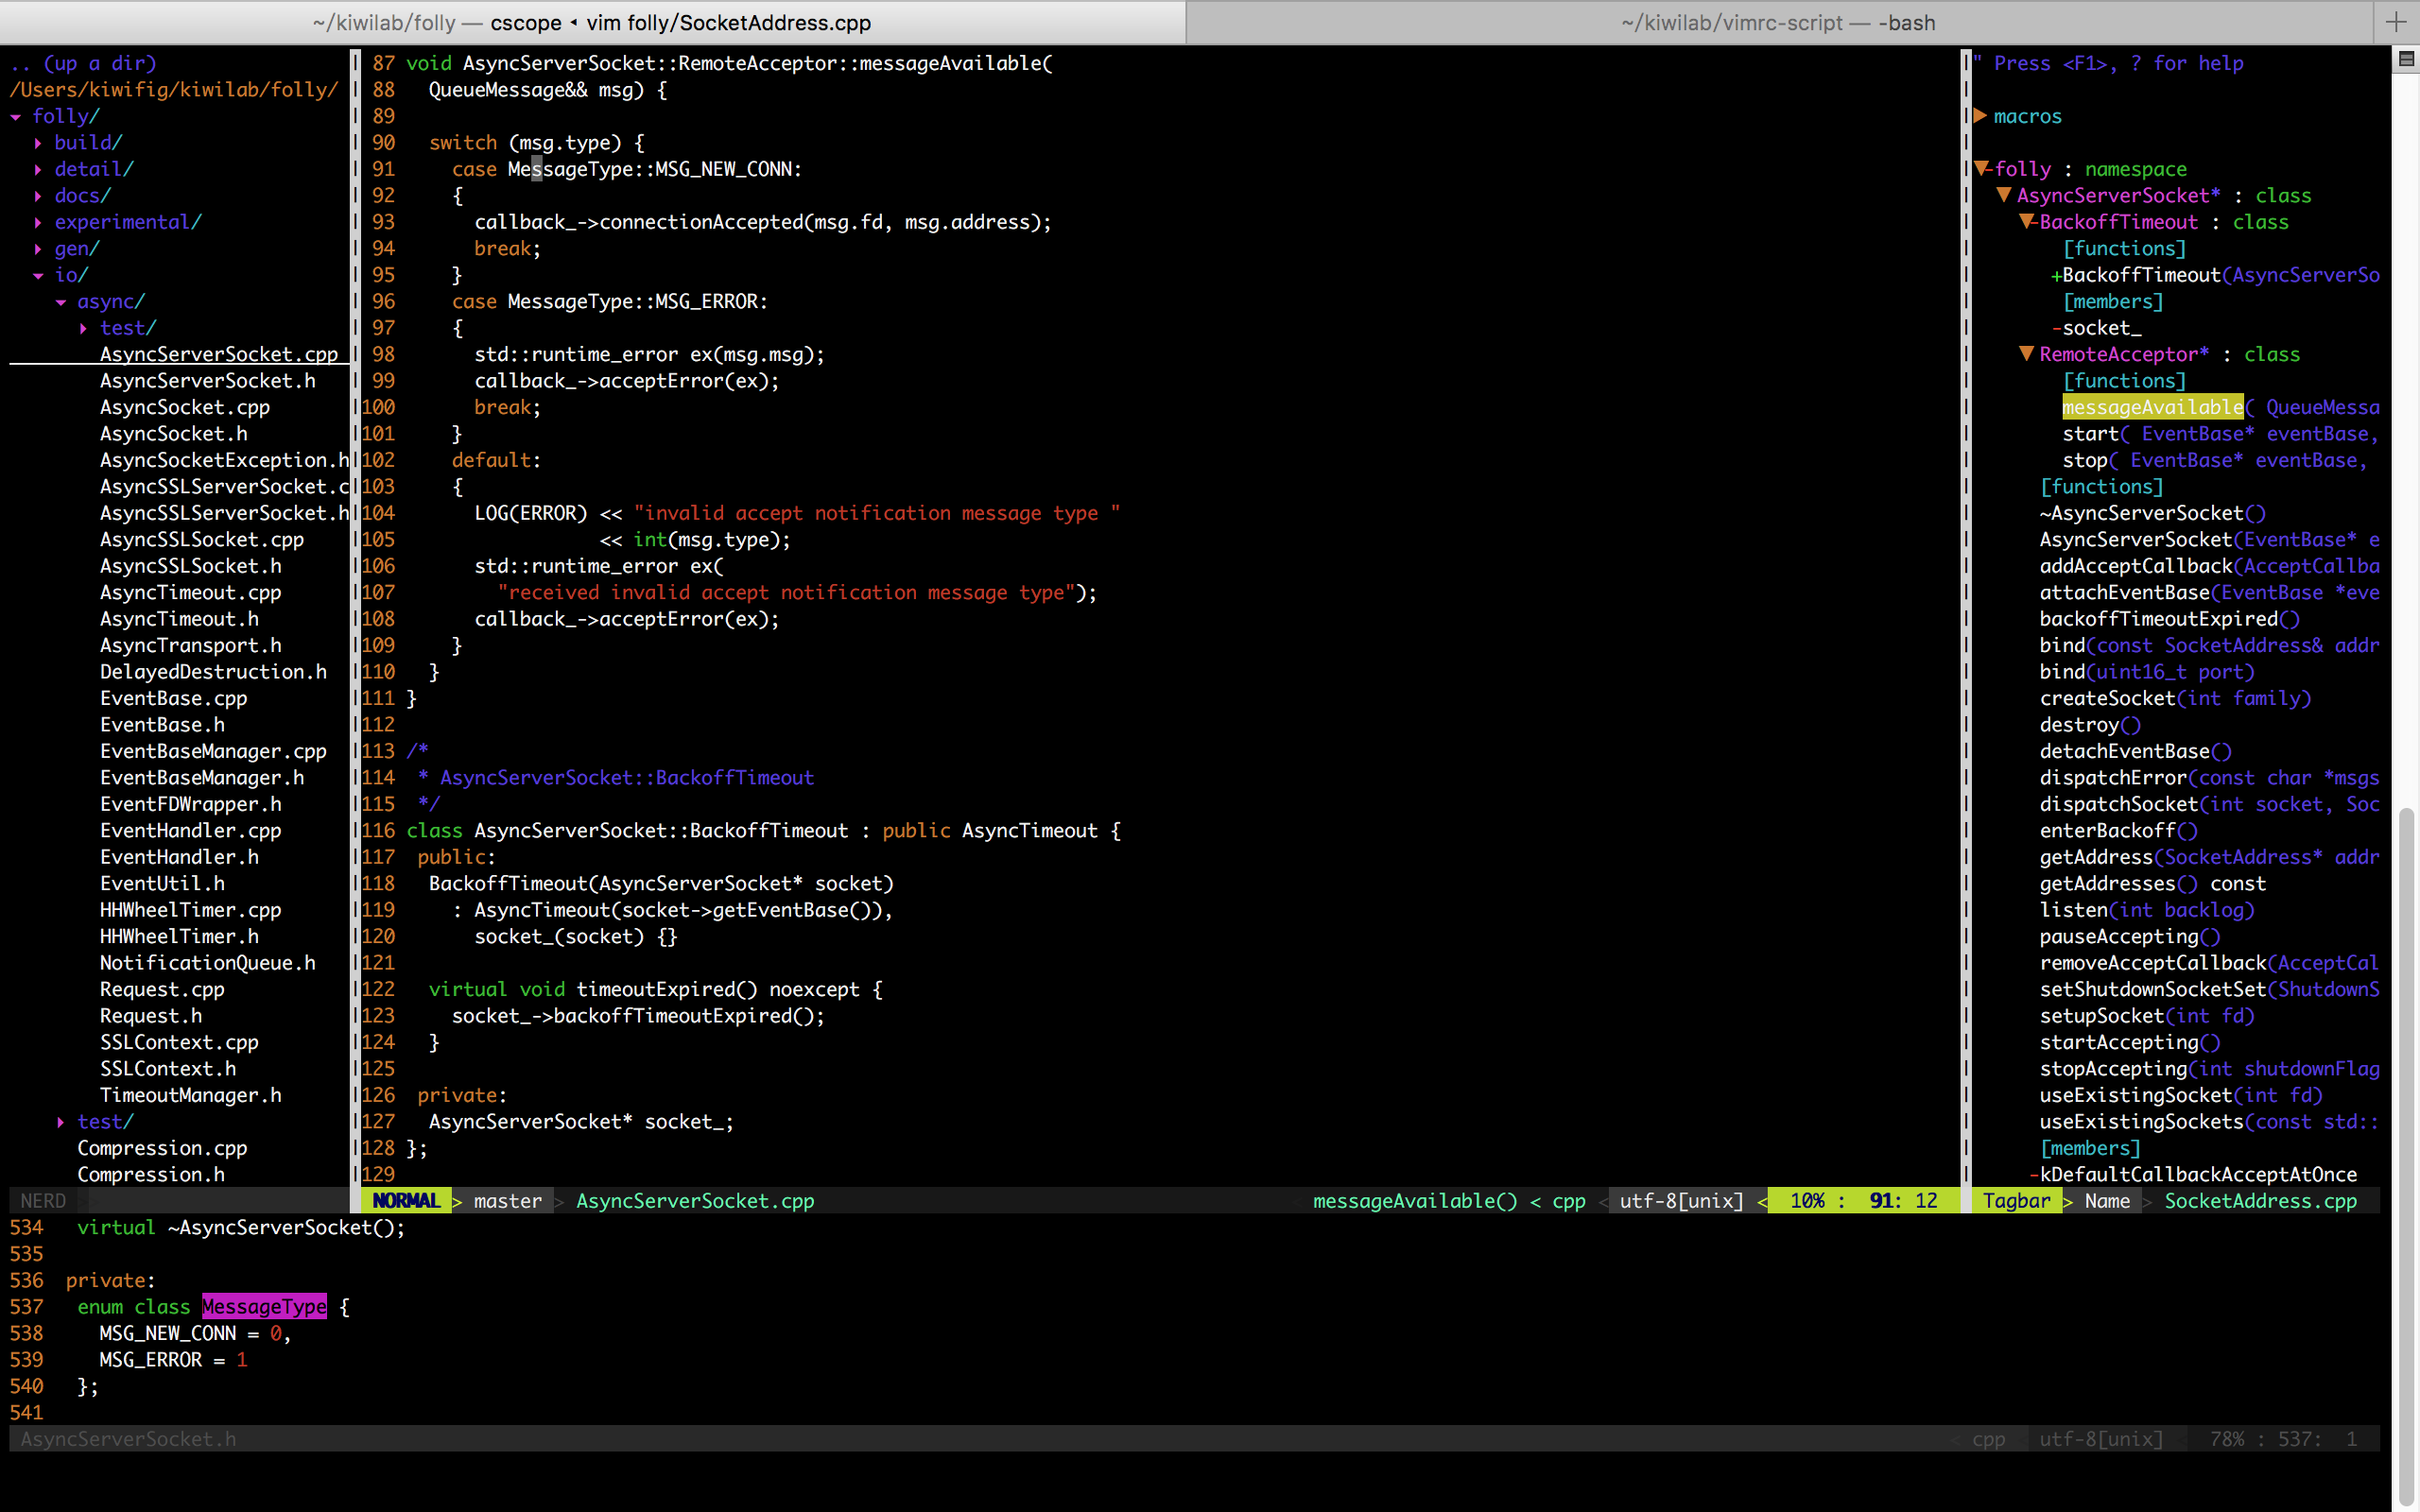 ~/kiwilab/folly — cscope ◂ vim folly/SocketAddress.cpp
~/kiwilab/vimrc-script — -bash
.. (up a dir)
/Users/kiwifig/kiwilab/folly/
▾ folly/
▸ build/
▸ detail/
▸ docs/
▸ experimental/
▸ gen/
▾ io/
▾ async/
▸ test/
AsyncServerSocket.cpp
AsyncServerSocket.h
AsyncSocket.cpp
AsyncSocket.h
AsyncSocketException.h
AsyncSSLServerSocket.c
AsyncSSLServerSocket.h
AsyncSSLSocket.cpp
AsyncSSLSocket.h
AsyncTimeout.cpp
AsyncTimeout.h
AsyncTransport.h
DelayedDestruction.h
EventBase.cpp
EventBase.h
EventBaseManager.cpp
EventBaseManager.h
EventFDWrapper.h
EventHandler.cpp
EventHandler.h
EventUtil.h
HHWheelTimer.cpp
HHWheelTimer.h
NotificationQueue.h
Request.cpp
Request.h
SSLContext.cpp
SSLContext.h
TimeoutManager.h
▸ test/
Compression.cpp
Compression.h
NERD
87 void AsyncServerSocket::RemoteAcceptor::messageAvailable(
88   QueueMessage&& msg) {
89
90   switch (msg.type) {
91     case MessageType::MSG_NEW_CONN:
92     {
93       callback_->connectionAccepted(msg.fd, msg.address);
94       break;
95     }
96     case MessageType::MSG_ERROR:
97     {
98       std::runtime_error ex(msg.msg);
99       callback_->acceptError(ex);
100       break;
101     }
102     default:
103     {
104       LOG(ERROR) << "invalid accept notification message type "
105                  << int(msg.type);
106       std::runtime_error ex(
107         "received invalid accept notification message type");
108       callback_->acceptError(ex);
109     }
110   }
111 }
112
113 /*
114  * AsyncServerSocket::BackoffTimeout
115  */
116 class AsyncServerSocket::BackoffTimeout : public AsyncTimeout {
117  public:
118   BackoffTimeout(AsyncServerSocket* socket)
119     : AsyncTimeout(socket->getEventBase()),
120       socket_(socket) {}
121
122   virtual void timeoutExpired() noexcept {
123     socket_->backoffTimeoutExpired();
124   }
125
126  private:
127   AsyncServerSocket* socket_;
128 };
129
NORMAL > master > AsyncServerSocket.cpp messageAvailable() < cpp < utf-8[unix] < 10% : 91: 12
" Press <F1>, ? for help
▶ macros
▼-folly : namespace
▼ AsyncServerSocket* : class
▼-BackoffTimeout : class
[functions]
+BackoffTimeout(AsyncServerSo
[members]
-socket_
▼ RemoteAcceptor* : class
[functions]
messageAvailable( QueueMessa
start( EventBase* eventBase,
stop( EventBase* eventBase,
[functions]
~AsyncServerSocket()
AsyncServerSocket(EventBase* e
addAcceptCallback(AcceptCallba
attachEventBase(EventBase *eve
backoffTimeoutExpired()
bind(const SocketAddress& addr
bind(uint16_t port)
createSocket(int family)
destroy()
detachEventBase()
dispatchError(const char *msgs
dispatchSocket(int socket, Soc
enterBackoff()
getAddress(SocketAddress* addr
getAddresses() const
listen(int backlog)
pauseAccepting()
removeAcceptCallback(AcceptCal
setShutdownSocketSet(ShutdownS
setupSocket(int fd)
startAccepting()
stopAccepting(int shutdownFlag
useExistingSocket(int fd)
useExistingSockets(const std::
[members]
-kDefaultCallbackAcceptAtOnce
Tagbar > Name > SocketAddress.cpp
534   virtual ~AsyncServerSocket();
535
536  private:
537   enum class MessageType {
538     MSG_NEW_CONN = 0,
539     MSG_ERROR = 1
540   };
541
AsyncServerSocket.h < cpp utf-8[unix] 78% : 537: 1